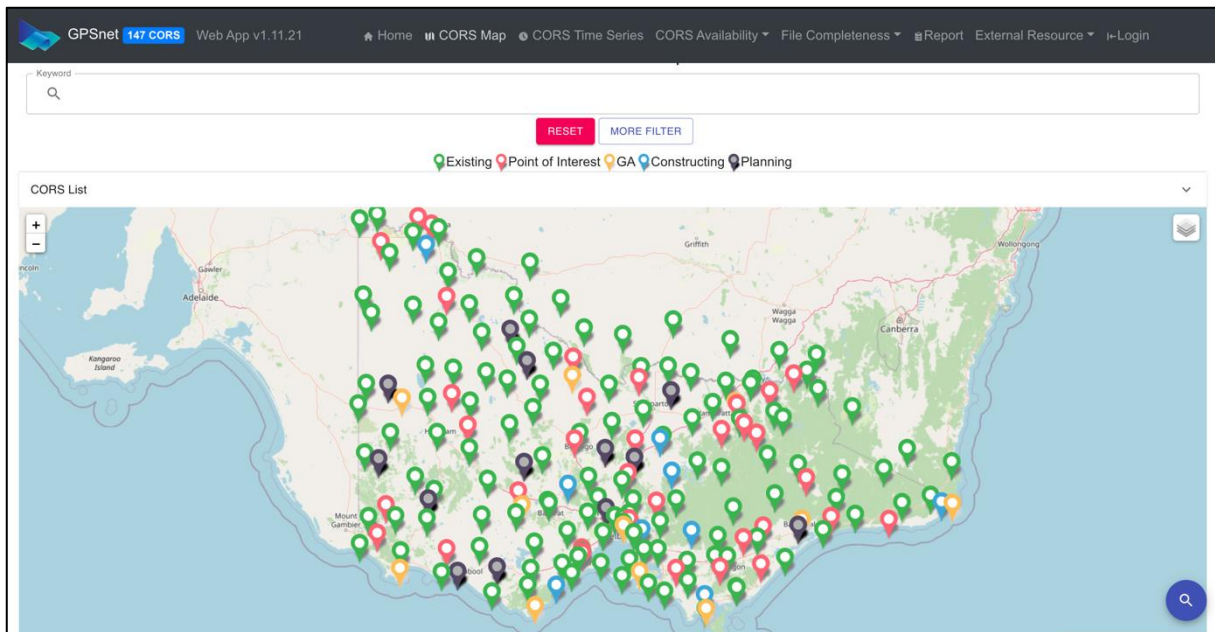 GPSnet 147 CORS Web App v1.11.21 Home CORS Map CORS Time Series CORS Availability File Completeness Report External Resource Login
Keyword
RESET MORE FILTER
Existing Point of Interest GA Constructing Planning
CORS List
+
−
Griffith
Wollongong
Gawler
Adelaide
Wagga
Wagga
Canberra
Kangaroo
Island
Mount
Gambier